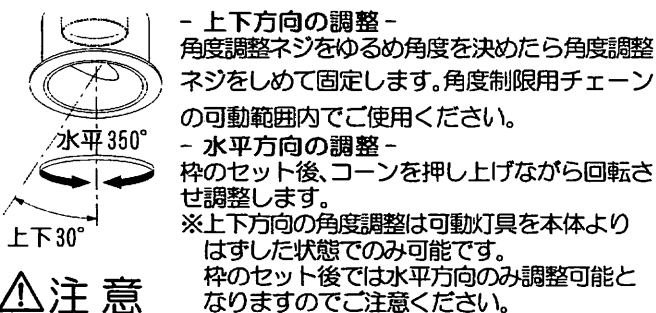 - 上下方向の調整 -
角度調整ネジをゆるめ角度を決めたら角度調整
ネジをしめて固定します。角度制限用チェーン
の可動範囲内でご使用ください。
- 水平方向の調整 -
枠のセット後、コーンを押し上げながら回転さ
せ調整します。
※上下方向の角度調整は可動灯具を本体より
はずした状態でのみ可能です。
枠のセット後では水平方向のみ調整可能と
なりますのでご注意ください。
水平350°
上下30°
⚠注意